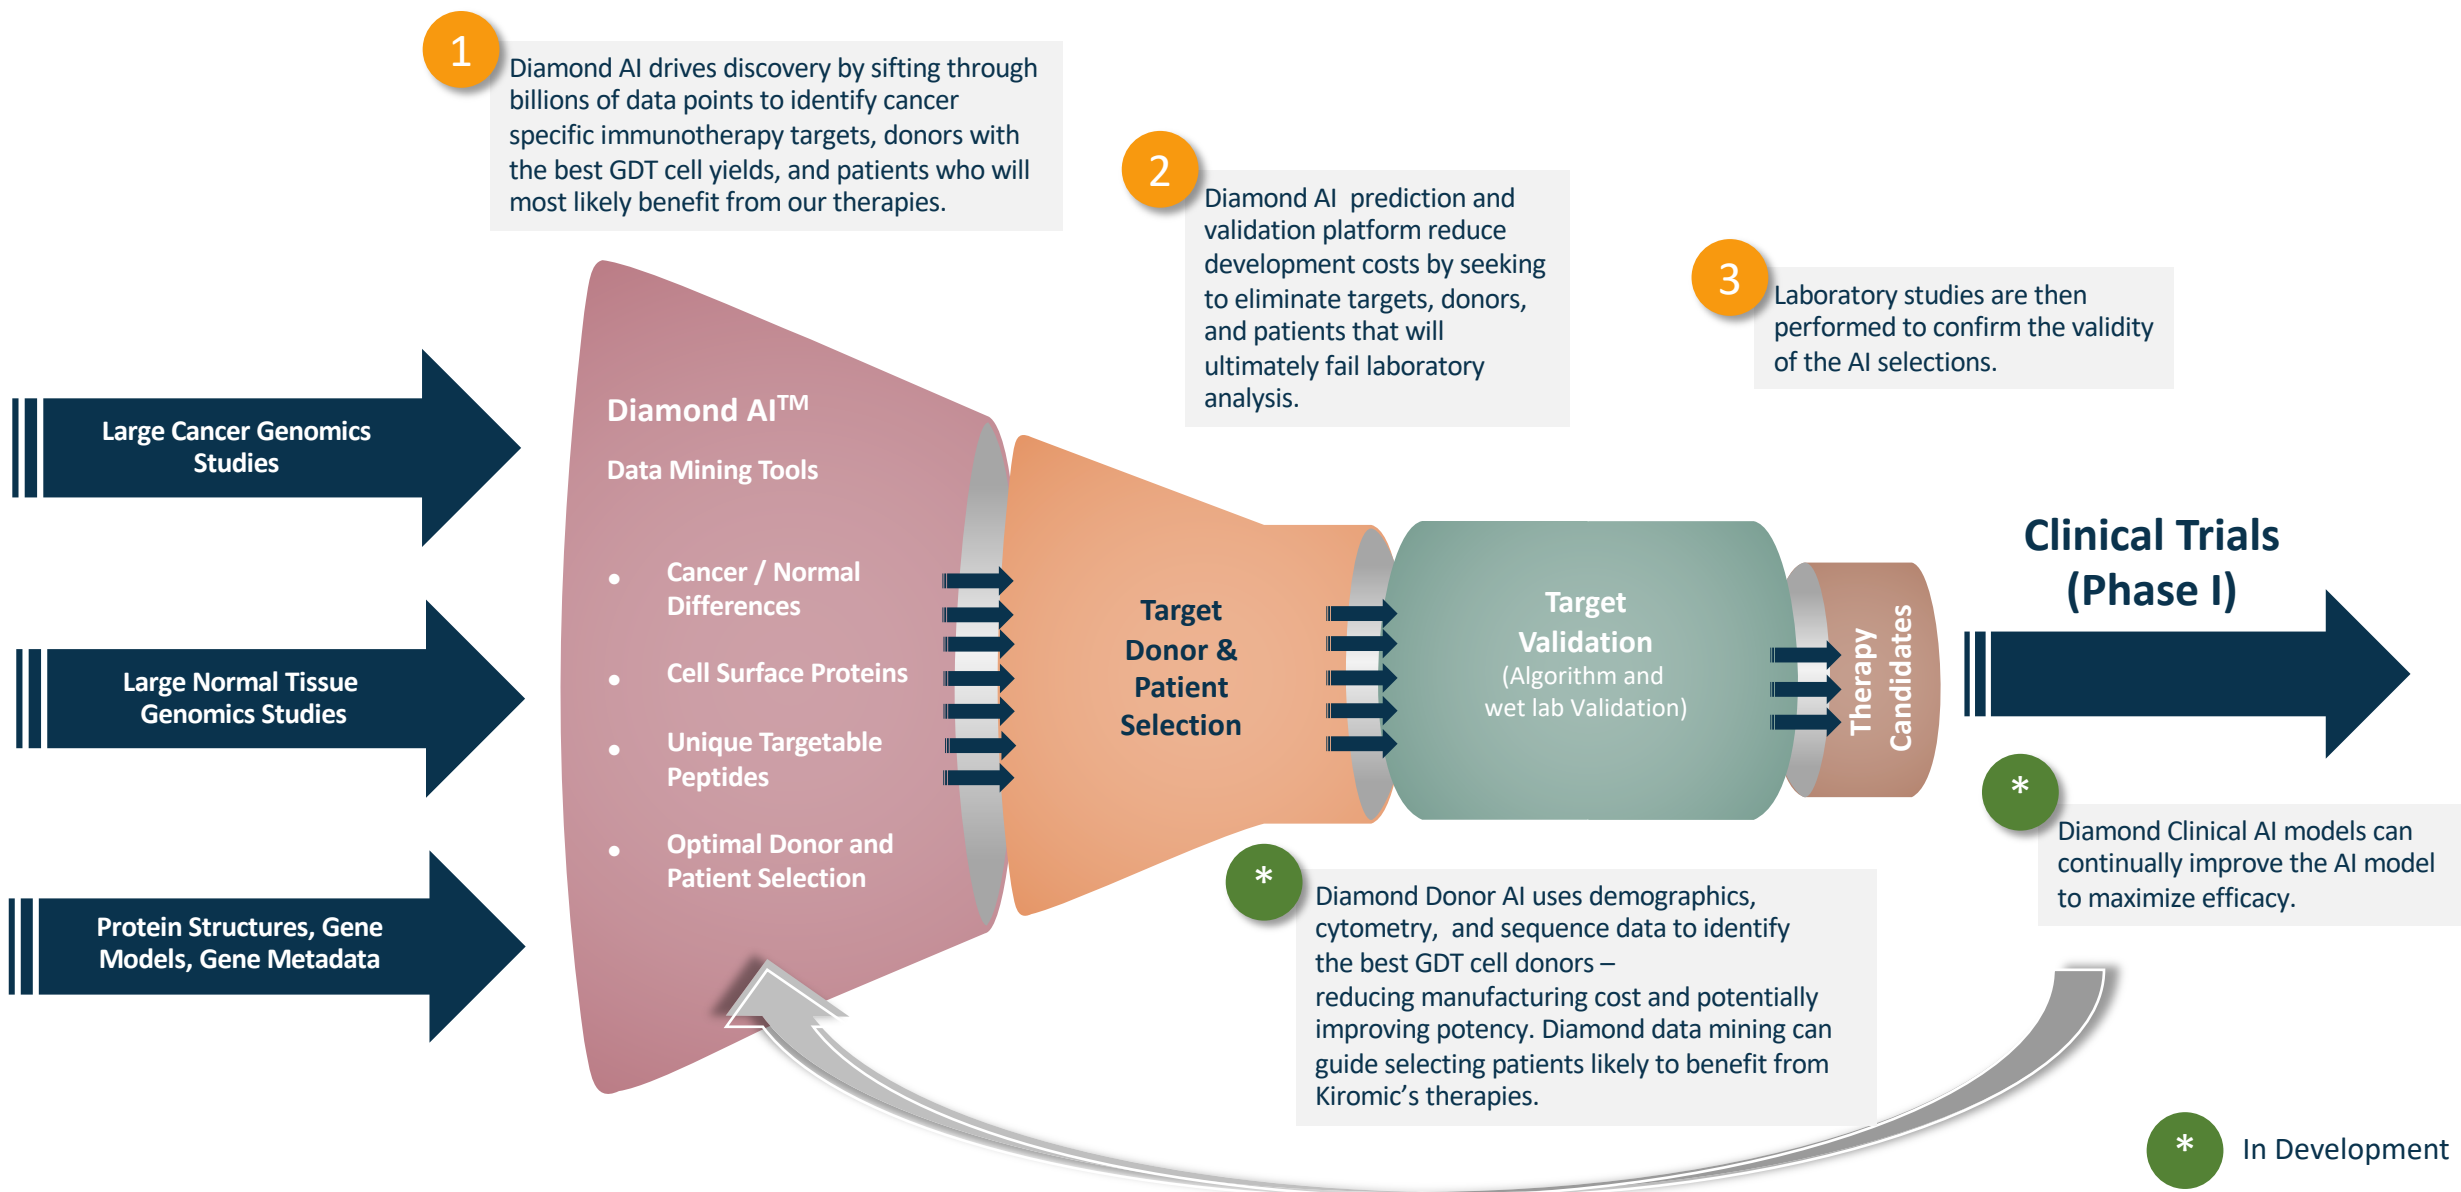 1
Diamond AI drives discovery by sifting through
billions of data points to identify cancer
specific immunotherapy targets, donors with
the best GDT cell yields, and patients who will
most likely benefit from our therapies.
2
Diamond AI  prediction and
validation platform reduce
development costs by seeking
to eliminate targets, donors,
and patients that will
ultimately fail laboratory
analysis.
3
Laboratory studies are then
performed to confirm the validity
of the AI selections.
Large Cancer Genomics
Studies
Large Normal Tissue
Genomics Studies
Protein Structures, Gene
Models, Gene Metadata
Diamond AI™
Data Mining Tools
• Cancer / Normal
Differences
• Cell Surface Proteins
• Unique Targetable
Peptides
• Optimal Donor and
Patient Selection
Target
Donor &
Patient
Selection
Target
Validation
(Algorithm and
wet lab Validation)
Therapy
Candidates
Clinical Trials
(Phase I)
*
Diamond Clinical AI models can
continually improve the AI model
to maximize efficacy.
*
Diamond Donor AI uses demographics,
cytometry,  and sequence data to identify
the best GDT cell donors –
reducing manufacturing cost and potentially
improving potency. Diamond data mining can
guide selecting patients likely to benefit from
Kiromic’s therapies.
* In Development